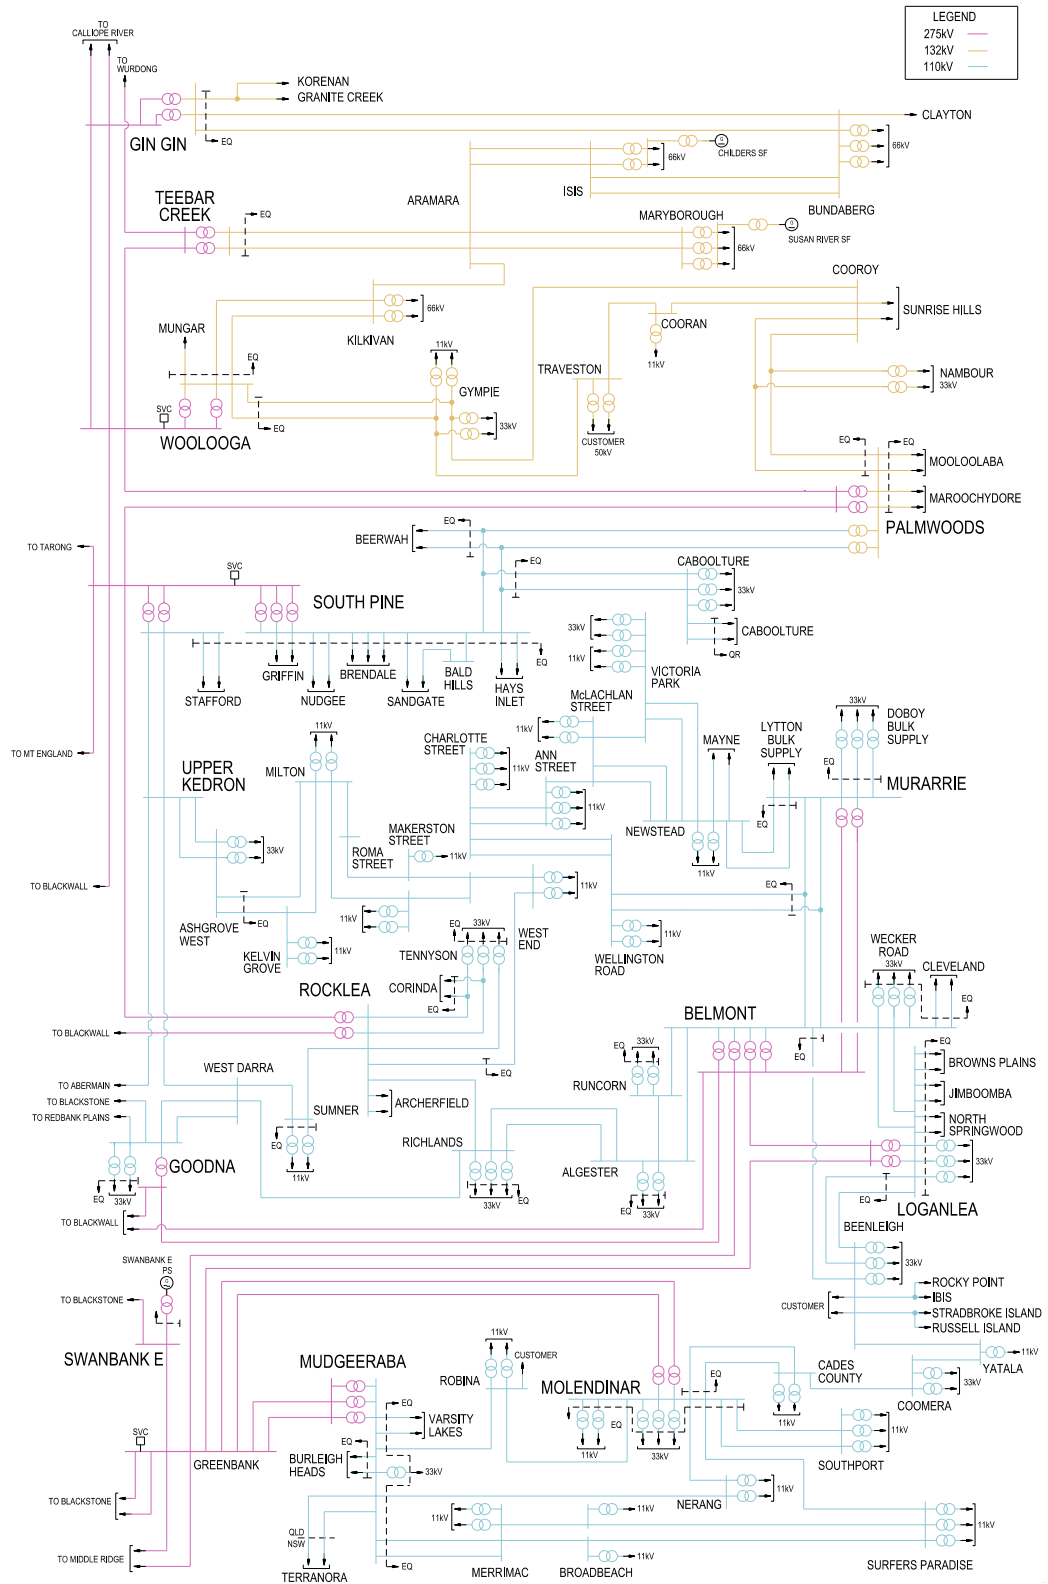 TO
CALLIOPE RIVER
TO
WURDONG
LEGEND
275kV
132kV
110kV
KORENAN
GRANITE CREEK
CLAYTON
GIN GIN
EQ
66kV
CHILDERS SF
66kV
ISIS
ARAMARA
BUNDABERG
TEEBAR
CREEK
EQ
MARYBOROUGH
SUSAN RIVER SF
66kV
COOROY
SUNRISE HILLS
66kV
KILKIVAN
COORAN
11kV
MUNGAR
EQ
11kV
GYMPIE
TRAVESTON
NAMBOUR
33kV
SVC
WOOLOOGA
EQ
33kV
CUSTOMER
50kV
EQ
EQ
MOOLOOLABA
MAROOCHYDORE
PALMWOODS
EQ
BEERWAH
TO TARONG
SVC
SOUTH PINE
EQ
CABOOLTURE
33kV
CABOOLTURE
QR
33kV
11kV
VICTORIA
PARK
EQ
STAFFORD
GRIFFIN
NUDGEE
BRENDALE
SANDGATE
BALD
HILLS
HAYS
INLET
McLACHLAN
STREET
11kV
TO MT ENGLAND
UPPER
KEDRON
11kV
MILTON
CHARLOTTE
STREET
11kV
ANN
STREET
11kV
MAYNE
LYTTON
BULK
SUPPLY
33kV
DOBOY
BULK
SUPPLY
EQ
MURARRIE
EQ
NEWSTEAD
11kV
33kV
ROMA
STREET
MAKERSTON
STREET
11kV
11kV
11kV
EQ
TO BLACKWALL
ASHGROVE
WEST
EQ
KELVIN
GROVE
11kV
EQ
33kV
TENNYSON
WEST
END
11kV
WELLINGTON
ROAD
WECKER
ROAD
33kV
CLEVELAND
EQ
CORINDA
EQ
ROCKLEA
BELMONT
TO BLACKWALL
EQ
EQ
33kV
EQ
RUNCORN
EQ
BROWNS PLAINS
JIMBOOMBA
NORTH
SPRINGWOOD
WEST DARRA
TO ABERMAIN
TO BLACKSTONE
TO REDBANK PLAINS
SUMNER
ARCHERFIELD
EQ
11kV
RICHLANDS
ALGESTER
33kV
GOODNA
EQ
33kV
33kV
EQ
EQ
33kV
EQ
LOGANLEA
TO BLACKWALL
BEENLEIGH
33kV
SWANBANK E
PS
TO BLACKSTONE
EQ
SWANBANK E
CUSTOMER
ROCKY POINT
IBIS
STRADBROKE ISLAND
RUSSELL ISLAND
11kV
YATALA
MUDGEERABA
11kV
ROBINA
CUSTOMER
MOLENDINAR
EQ
CADES
COUNTY
11kV
33kV
COOMERA
EQ
VARSITY
LAKES
EQ
11kV
33kV
11kV
SOUTHPORT
SVC
GREENBANK
EQ
BURLEIGH
HEADS
33kV
TO BLACKSTONE
NERANG
11kV
11kV
11kV
11kV
QLD
NSW
TO MIDDLE RIDGE
TERRANORA
EQ
MERRIMAC
11kV
BROADBEACH
SURFERS PARADISE